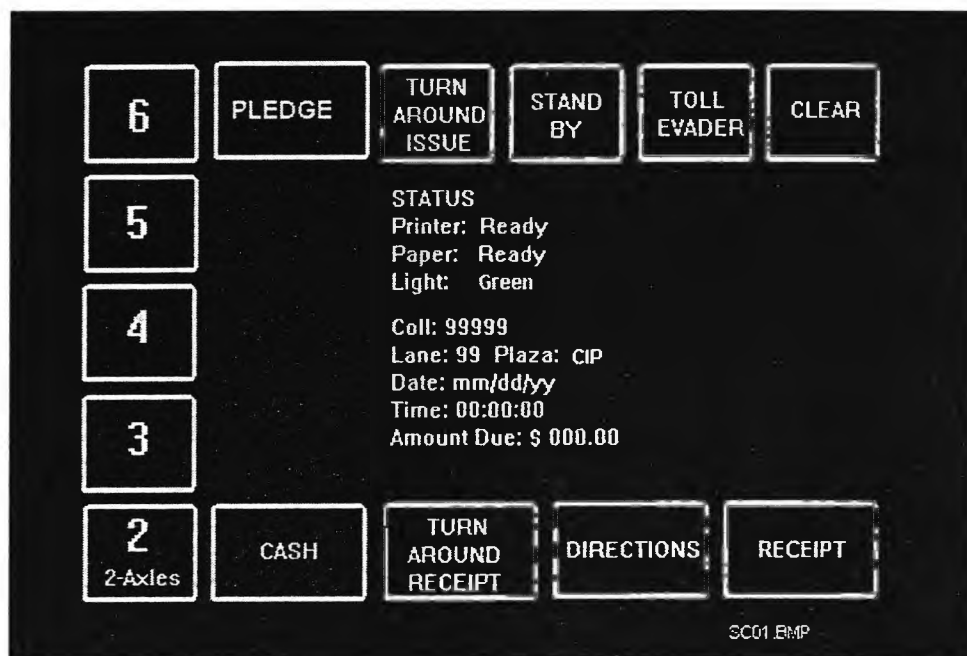 6
PLEDGE
TURN
AROUND
ISSUE
STAND
BY
TOLL
EVADER
CLEAR
5
4
3
STATUS
Printer: Ready
Paper: Ready
Light: Green
Coll: 99999
Lane: 99 Plaza: CIP
Date: mm/dd/yy
Time: 00:00:00
Amount Due: $ 000.00
2
2-Axles
CASH
TURN
AROUND
RECEIPT
DIRECTIONS
RECEIPT
SC01.BMP